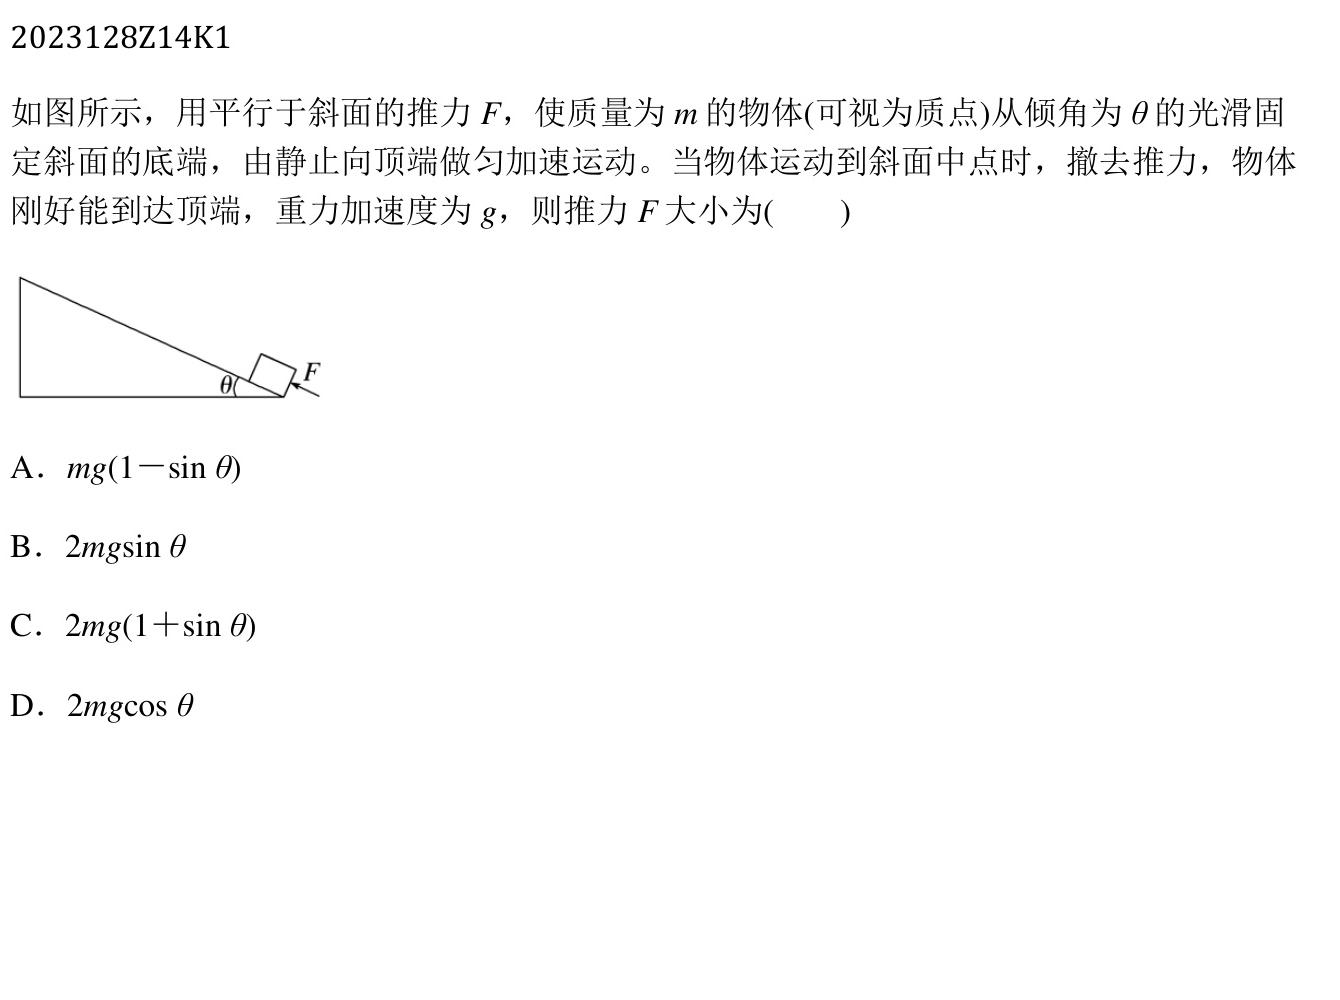 2023128Z14K1
如图所示，用平行于斜面的推力 F，使质量为 m 的物体(可视为质点)从倾角为 θ 的光滑固
定斜面的底端，由静止向顶端做匀加速运动。当物体运动到斜面中点时，撤去推力，物体
刚好能到达顶端，重力加速度为 g，则推力 F 大小为(　　)
F
θ
A．mg(1－sin θ)
B．2mgsin θ
C．2mg(1＋sin θ)
D．2mgcos θ